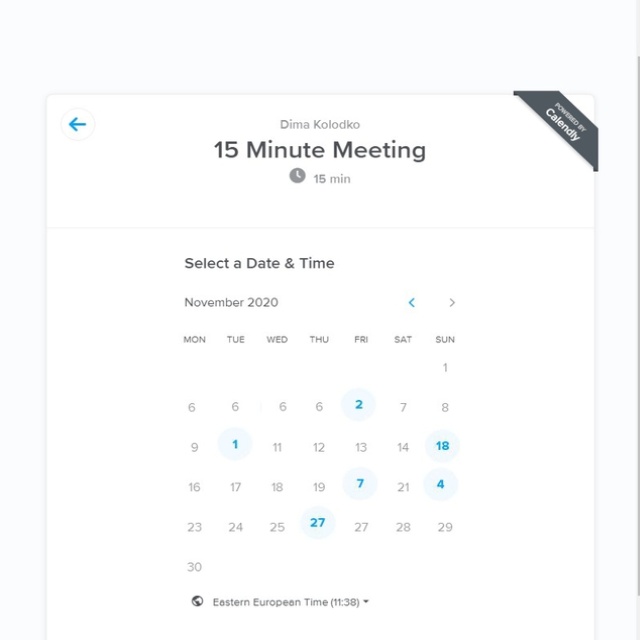 POWERED BY
Calendly
Dima Kolodko
15 Minute Meeting
15 min
Select a Date & Time
November 2020
MON TUE WED THU FRI SAT SUN
1
6 6 6 6 2 7 8
9 1 11 12 13 14 18
16 17 18 19 7 21 4
23 24 25 27 27 28 29
30
Eastern European Time (11:38)